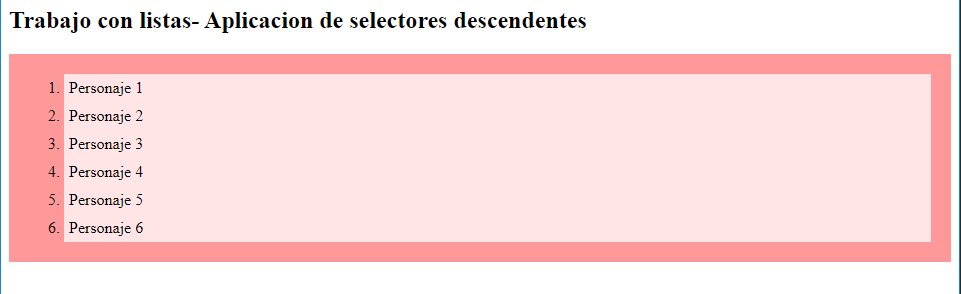 Trabajo con listas- Aplicacion de selectores descendentes
1. Personaje 1
2. Personaje 2
3. Personaje 3
4. Personaje 4
5. Personaje 5
6. Personaje 6